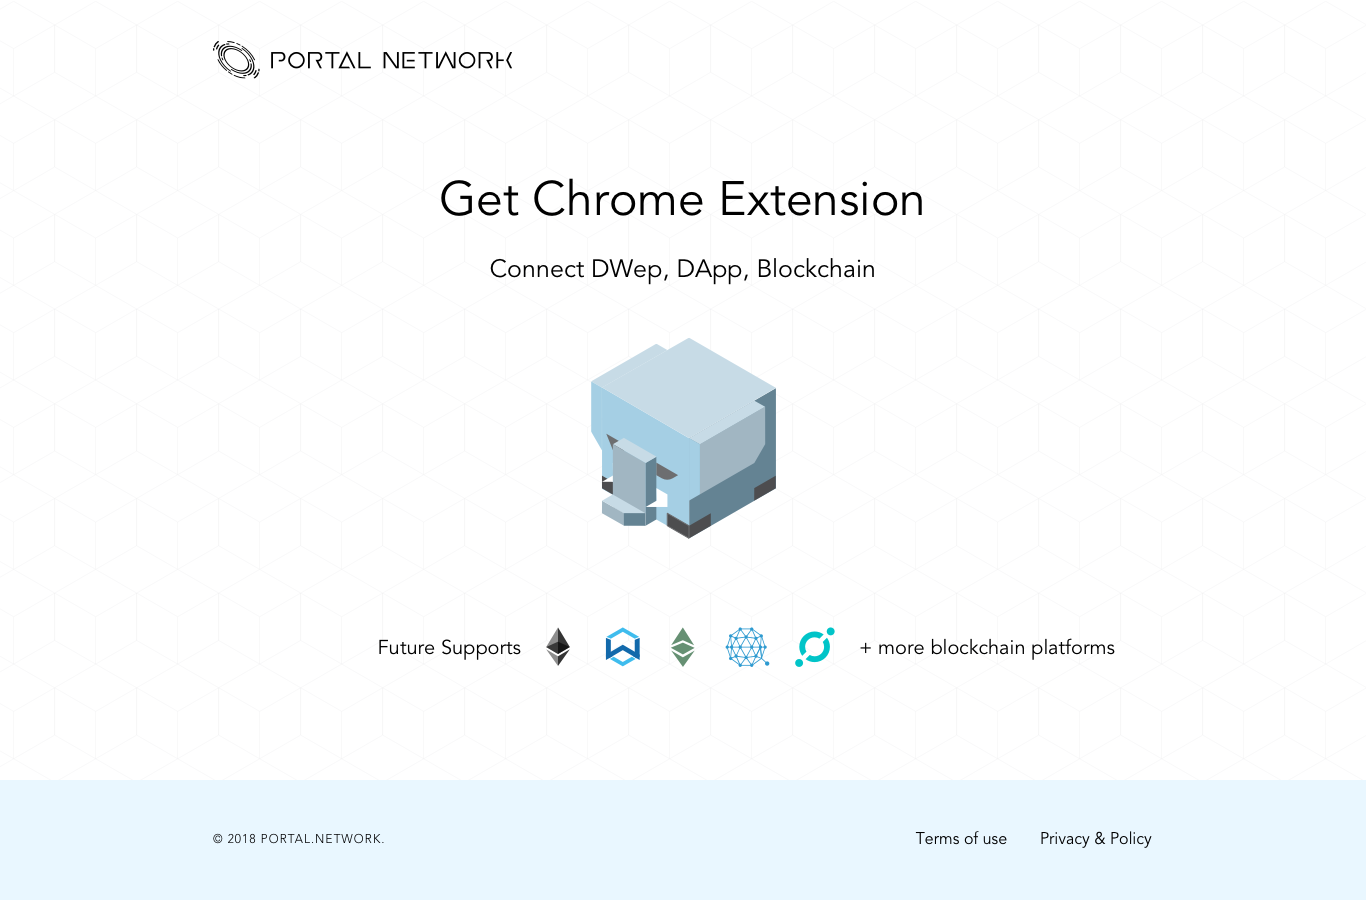 PORTAL NETWORK
Get Chrome Extension
Connect DWep, DApp, Blockchain
Future Supports + more blockchain platforms
© 2018 PORTAL.NETWORK. Terms of use Privacy & Policy